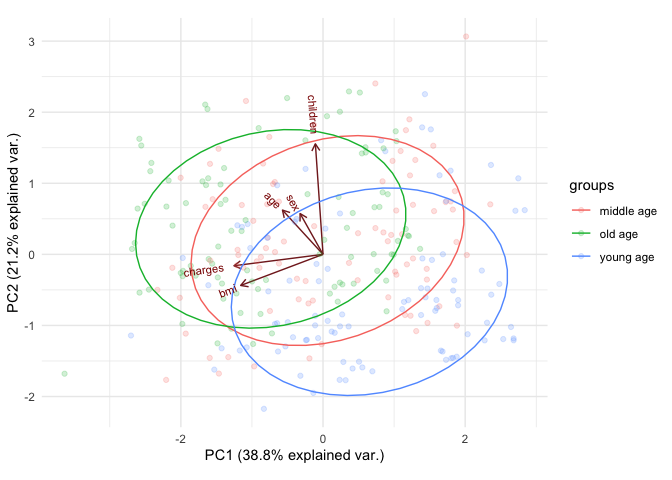 3
2
1
0
-1
-2
PC2 (21.2% explained var.)
children
age
sex
charges
bmi
-2
0
2
PC1 (38.8% explained var.)
groups
middle age
old age
young age